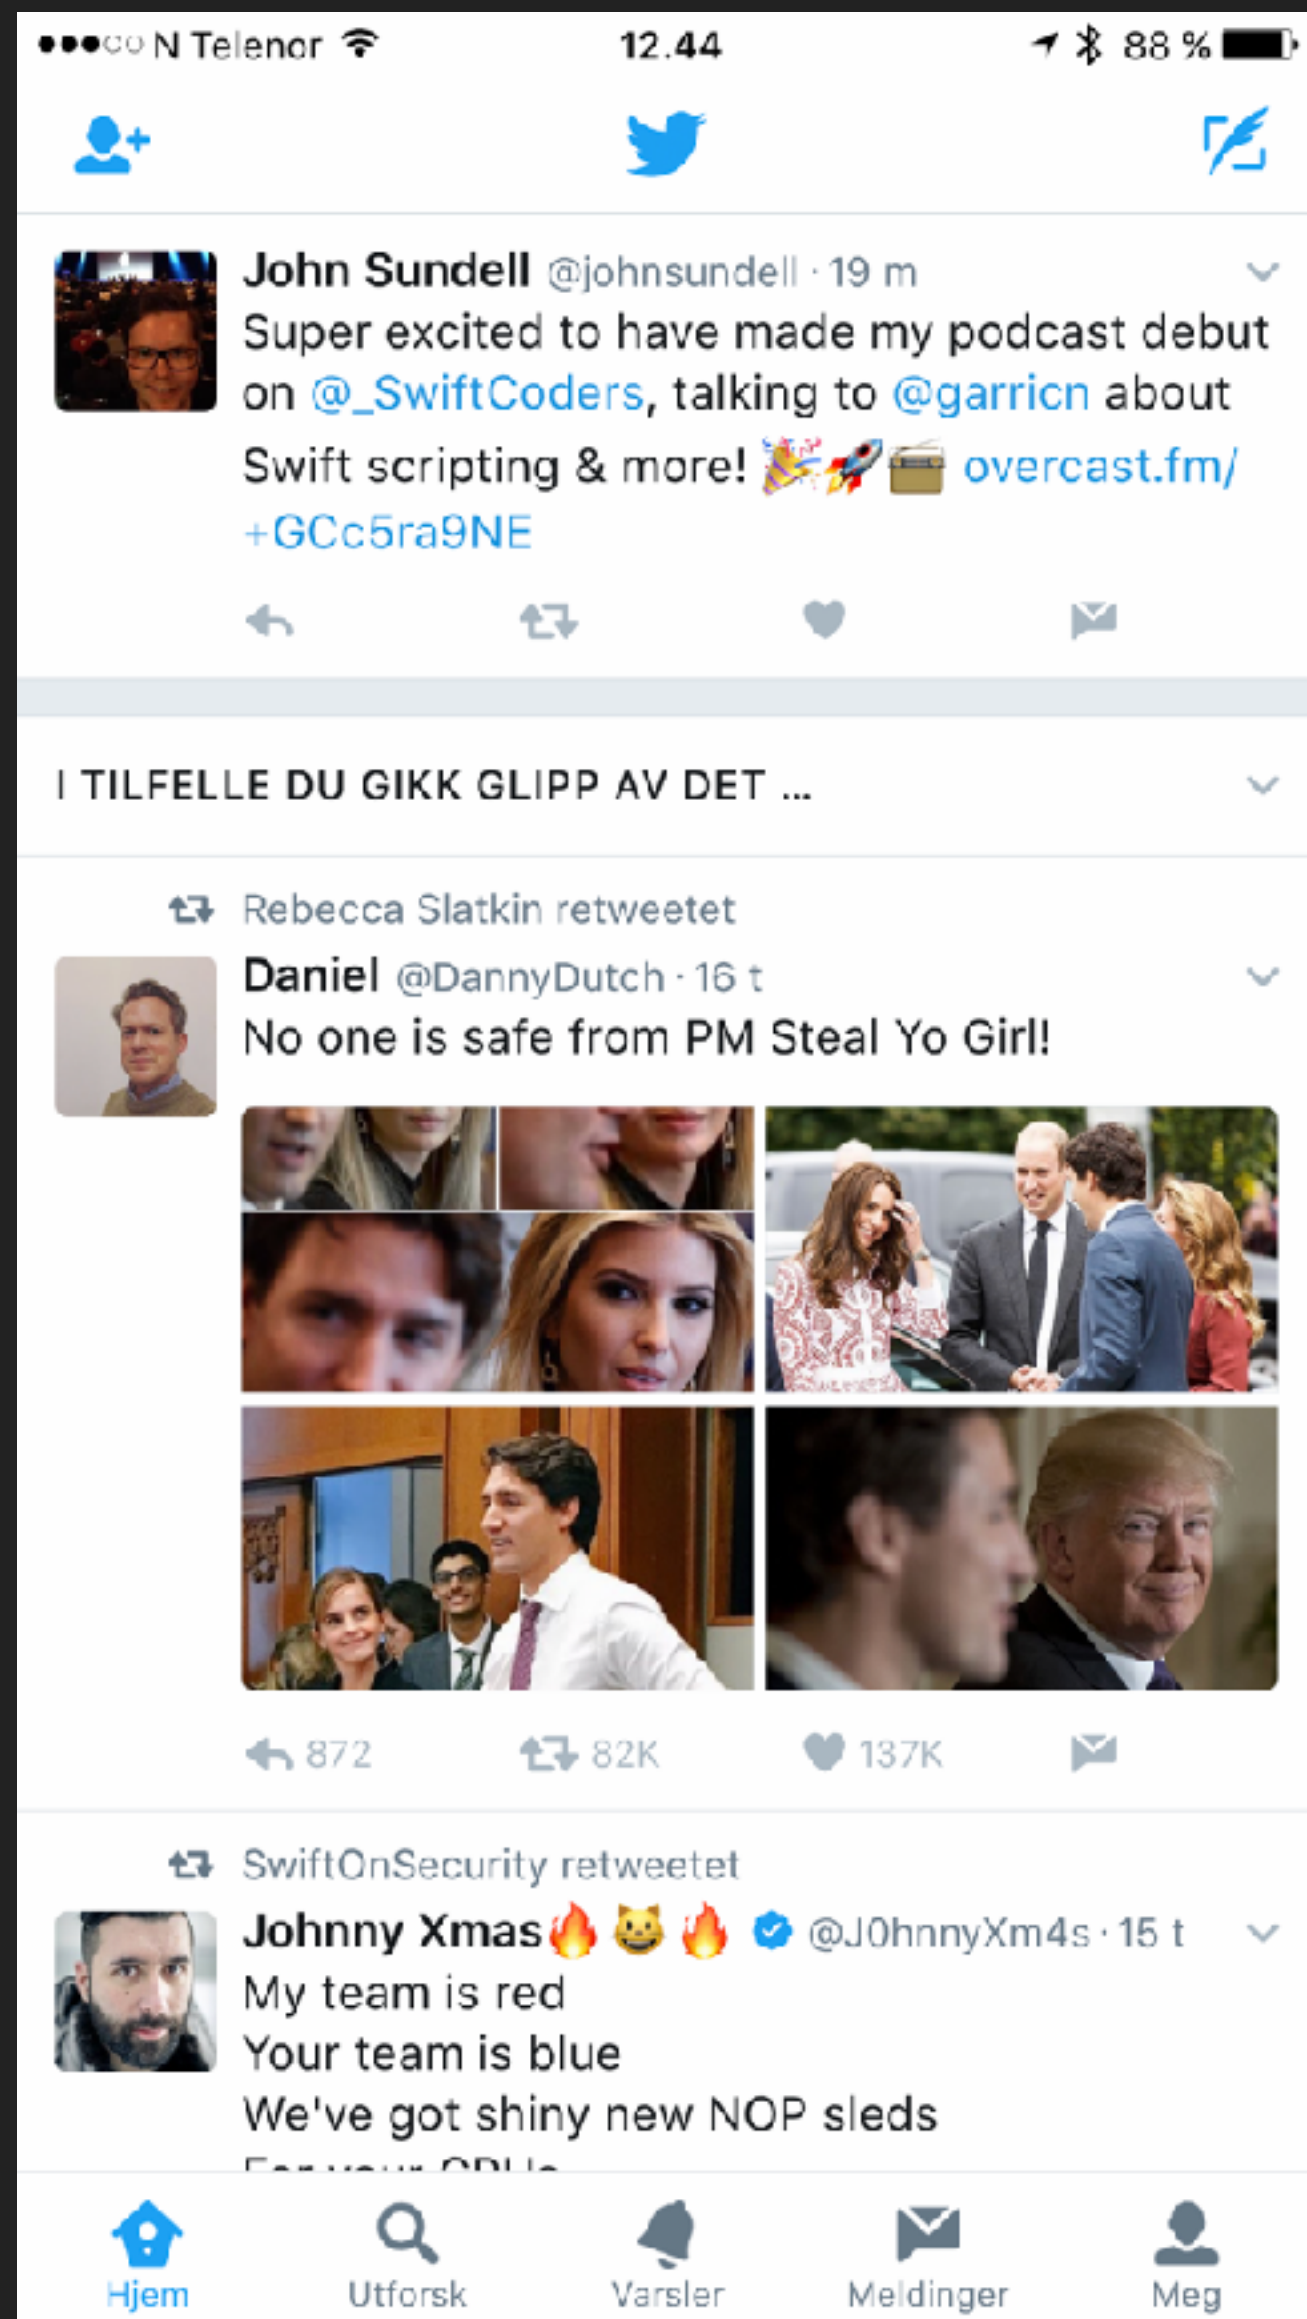 N Telenor 12.44 88 %
John Sundell @johnsundell · 19 m
Super excited to have made my podcast debut
on @_SwiftCoders, talking to @garricn about
Swift scripting & more! 🎉🚀📻 overcast.fm/
+GCc5ra9NE
I TILFELLE DU GIKK GLIPP AV DET ...
Rebecca Slatkin retweetet
Daniel @DannyDutch · 16 t
No one is safe from PM Steal Yo Girl!
872 82K 137K
SwiftOnSecurity retweetet
Johnny Xmas🔥 😺 🔥 @J0hnnyXm4s · 15 t
My team is red
Your team is blue
We've got shiny new NOP sleds
For your CPUs
Hjem Utforsk Varsler Meldinger Meg